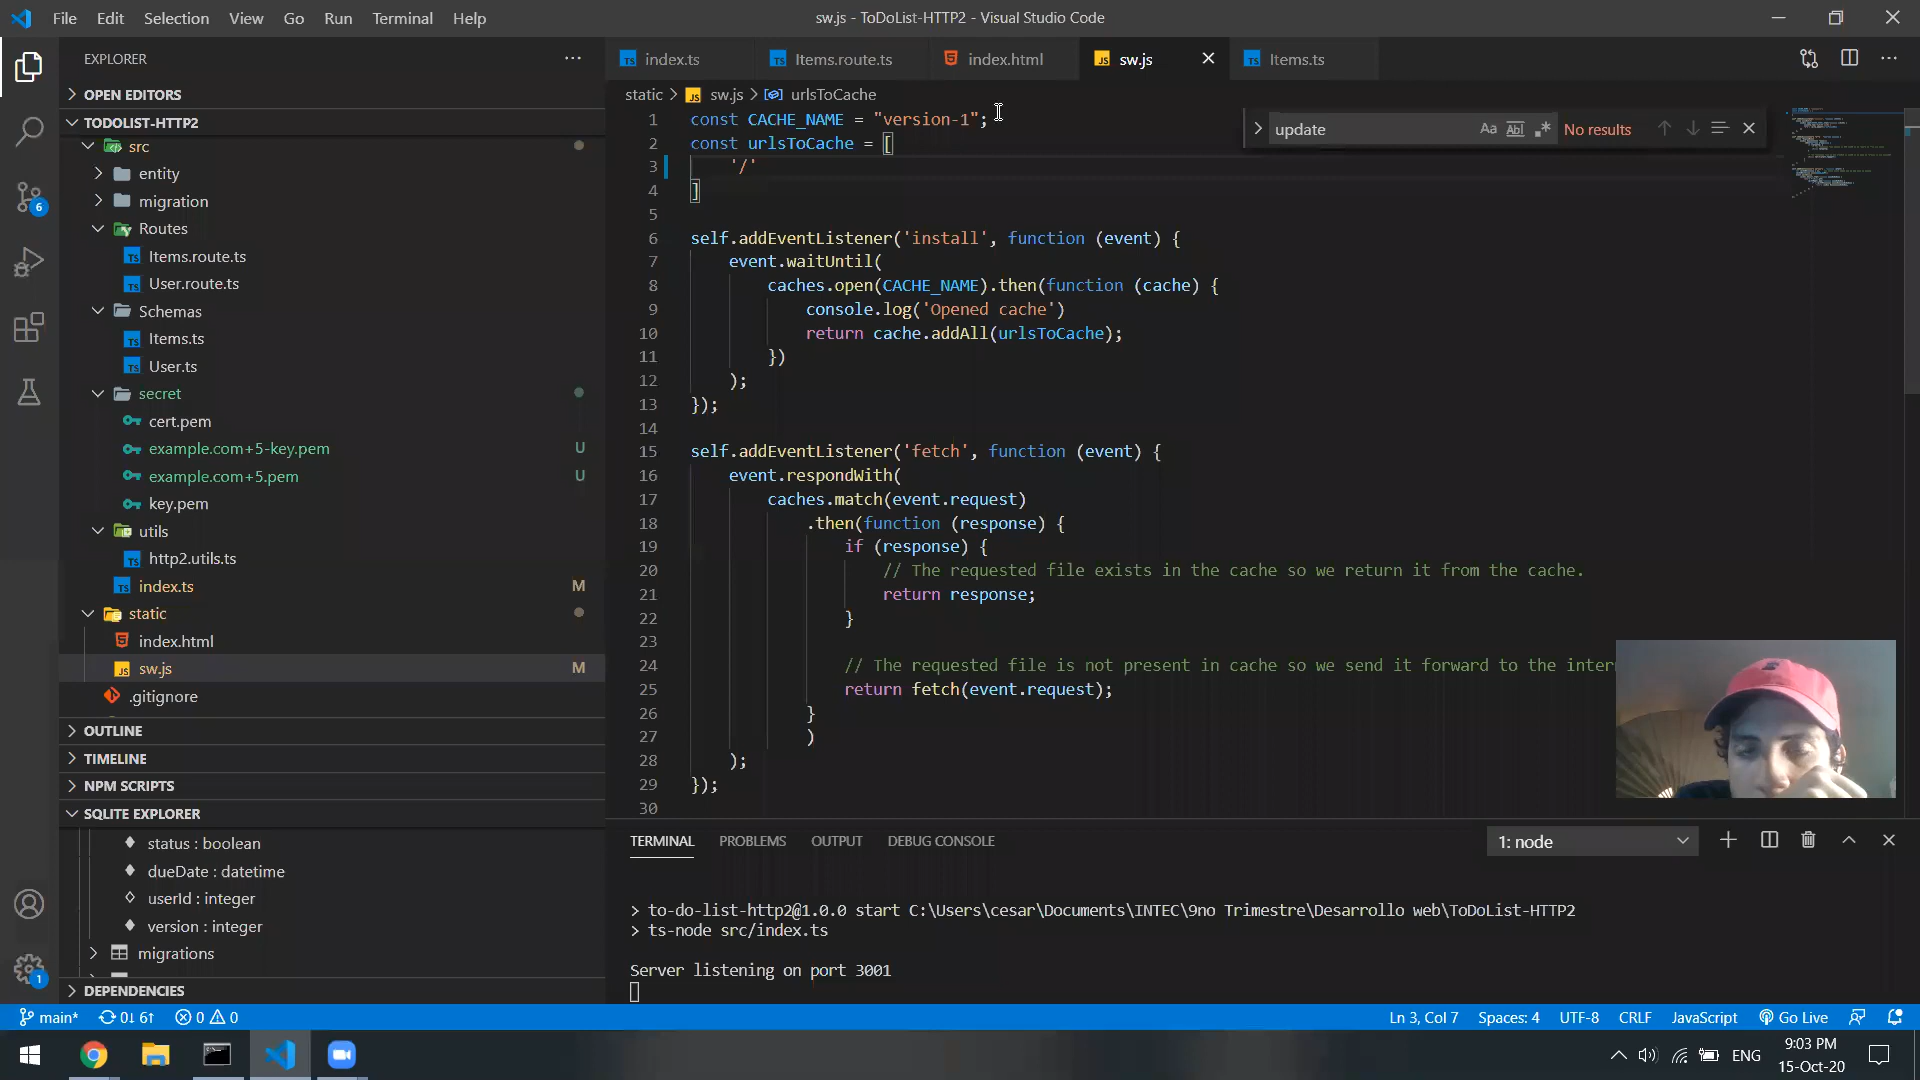 File Edit Selection View Go Run Terminal Help
sw.js - ToDoList-HTTP2 - Visual Studio Code
EXPLORER
OPEN EDITORS
TODOLIST-HTTP2
src
entity
migration
Routes
Items.route.ts
User.route.ts
Schemas
Items.ts
User.ts
secret
cert.pem
example.com+5-key.pem U
example.com+5.pem U
key.pem
utils
http2.utils.ts
index.ts M
static
index.html
sw.js M
.gitignore
OUTLINE
TIMELINE
NPM SCRIPTS
SQLITE EXPLORER
status : boolean
dueDate : datetime
userId : integer
version : integer
migrations
DEPENDENCIES
6
1
index.ts Items.route.ts index.html sw.js Items.ts
static > sw.js > urlsToCache
update Aa Abl .* No results
1 const CACHE_NAME = "version-1";
2 const urlsToCache = [
3 '/'
4 ]
5
6 self.addEventListener('install', function (event) {
7 event.waitUntil(
8 caches.open(CACHE_NAME).then(function (cache) {
9 console.log('Opened cache')
10 return cache.addAll(urlsToCache);
11 })
12 );
13 });
14
15 self.addEventListener('fetch', function (event) {
16 event.respondWith(
17 caches.match(event.request)
18 .then(function (response) {
19 if (response) {
20 // The requested file exists in the cache so we return it from the cache.
21 return response;
22 }
23
24 // The requested file is not present in cache so we send it forward to the inter
25 return fetch(event.request);
26 }
27 )
28 );
29 });
30
TERMINAL PROBLEMS OUTPUT DEBUG CONSOLE
1: node
> to-do-list-http2@1.0.0 start C:\Users\cesar\Documents\INTEC\9no Trimestre\Desarrollo web\ToDoList-HTTP2
> ts-node src/index.ts
Server listening on port 3001
main* 0↓ 6↑ 0 0
Ln 3, Col 7 Spaces: 4 UTF-8 CRLF JavaScript Go Live
ENG
9:03 PM
15-Oct-20